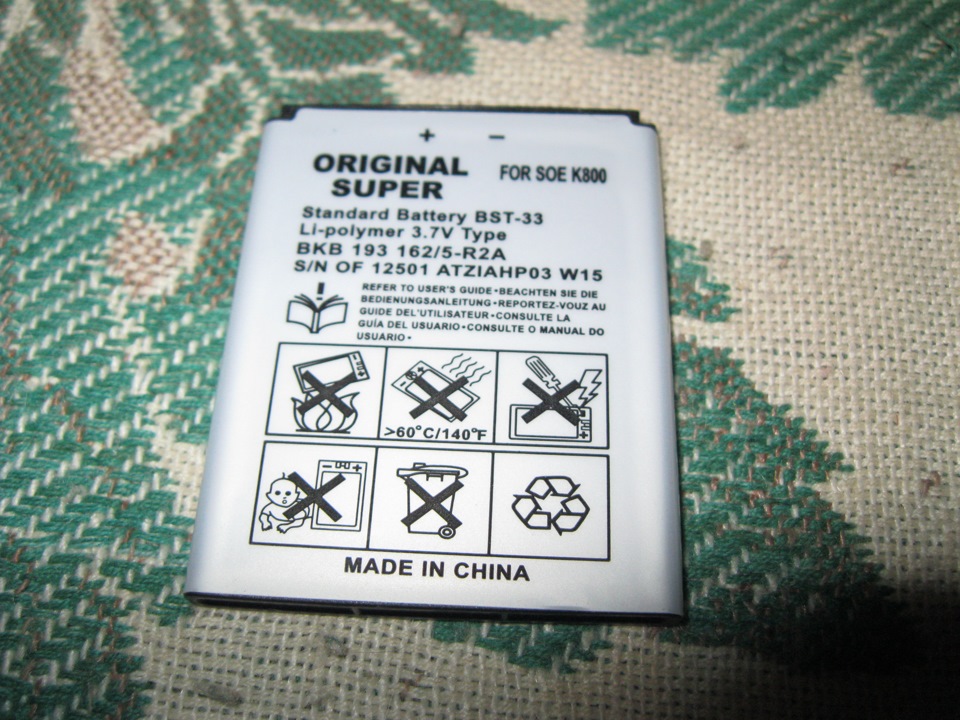 + −
ORIGINAL
SUPER
FOR SOE K800
Standard Battery BST-33
Li-polymer 3.7V Type
BKB 193 162/5-R2A
S/N OF 12501 ATZIAHP03 W15
REFER TO USER'S GUIDE•BEACHTEN SIE DIE
BEDIENUNGSANLEITUNG•REPORTEZ-VOUZ AU
GUIDE DEL'UTILISATEUR•CONSULTE LA
GUÍA DEL USUARIO•CONSULTE O MANUAL DO
USUARIO•
>60°C/140°F
MADE IN CHINA